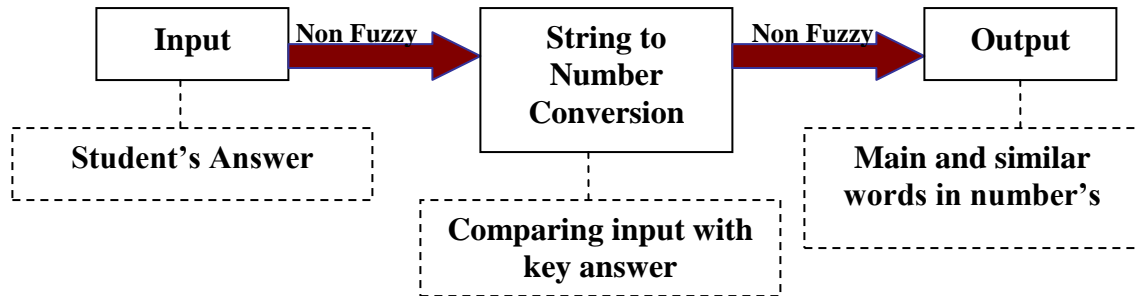 Input
Non Fuzzy
String to
Number
Conversion
Non Fuzzy
Output
Student’s Answer
Comparing input with
key answer
Main and similar
words in number’s